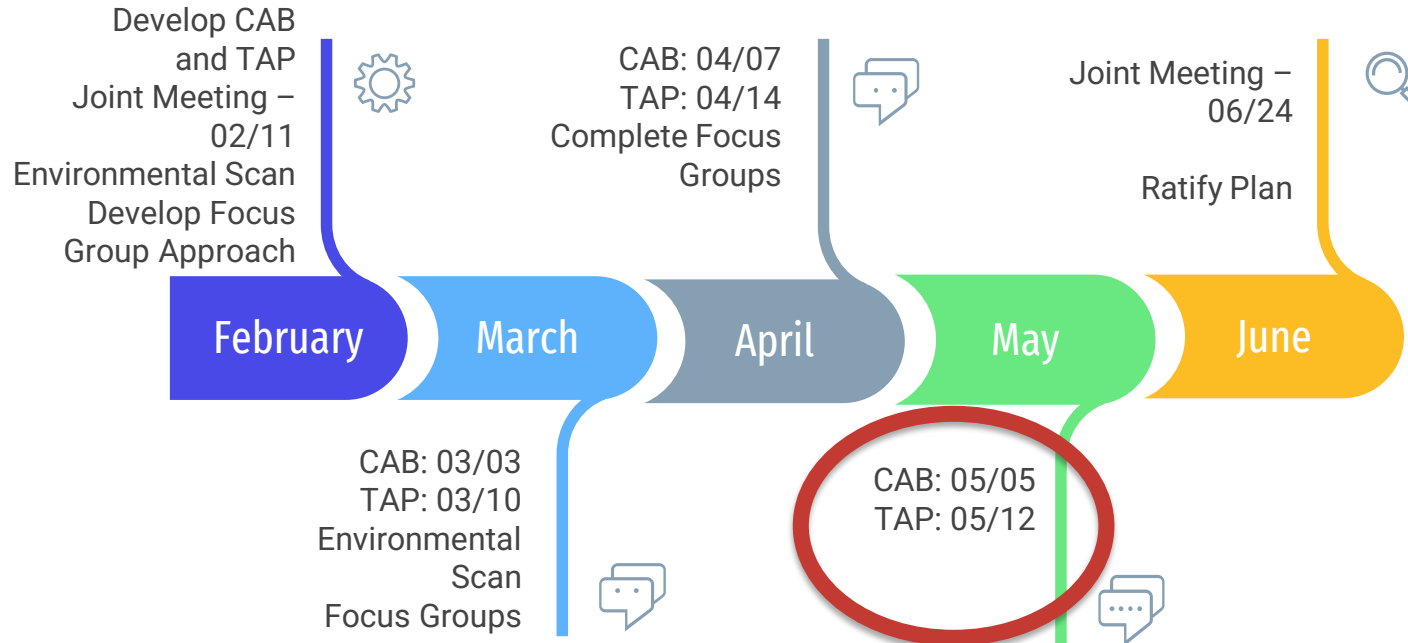 Develop CAB
and TAP
Joint Meeting –
02/11
Environmental Scan
Develop Focus
Group Approach
CAB: 04/07
TAP: 04/14
Complete Focus
Groups
Joint Meeting –
06/24
Ratify Plan
February
March
April
May
June
CAB: 03/03
TAP: 03/10
Environmental
Scan
Focus Groups
CAB: 05/05
TAP: 05/12